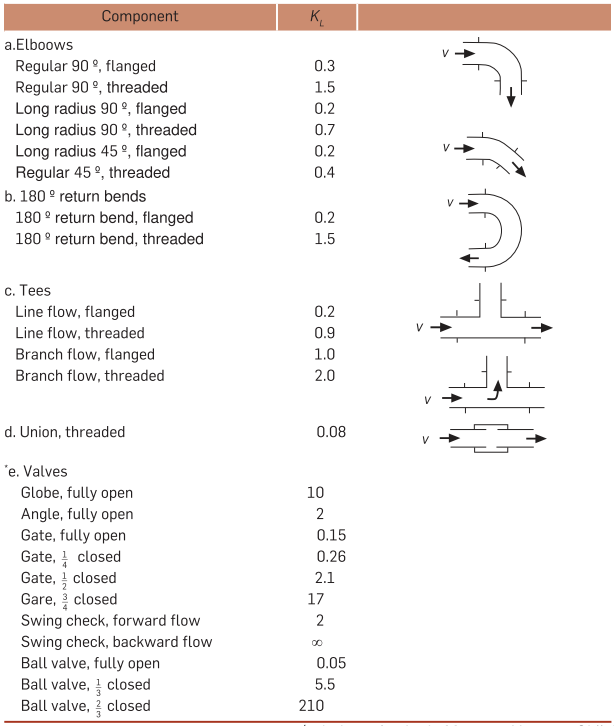 Component K_L
a.Elboows
Regular 90 º, flanged 0.3
Regular 90 º, threaded 1.5
Long radius 90 º, flanged 0.2
Long radius 90 º, threaded 0.7
Long radius 45 º, flanged 0.2
Regular 45 º, threaded 0.4
b. 180 º return bends
180 º return bend, flanged 0.2
180 º return bend, threaded 1.5
c. Tees
Line flow, flanged 0.2
Line flow, threaded 0.9
Branch flow, flanged 1.0
Branch flow, threaded 2.0
d. Union, threaded 0.08
*e. Valves
Globe, fully open 10
Angle, fully open 2
Gate, fully open 0.15
Gate, 1/4 closed 0.26
Gate, 1/2 closed 2.1
Gare, 3/4 closed 17
Swing check, forward flow 2
Swing check, backward flow ∞
Ball valve, fully open 0.05
Ball valve, 1/3 closed 5.5
Ball valve, 2/3 closed 210
v
v
v
v
v
v